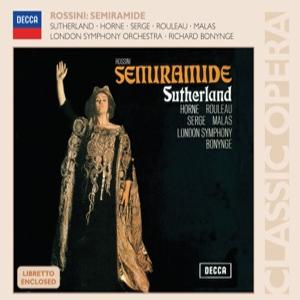 DECCA
ROSSINI: SEMIRAMIDE
SUTHERLAND · HORNE · SERGE · ROULEAU · MALAS
LONDON SYMPHONY ORCHESTRA · RICHARD BONYNGE
ROSSINI
SEMIRAMIDE
Sutherland
HORNE ROULEAU
SERGE MALAS
LONDON SYMPHONY
BONYNGE
DECCA
LIBRETTO
ENCLOSED
CLASSIC OPERA